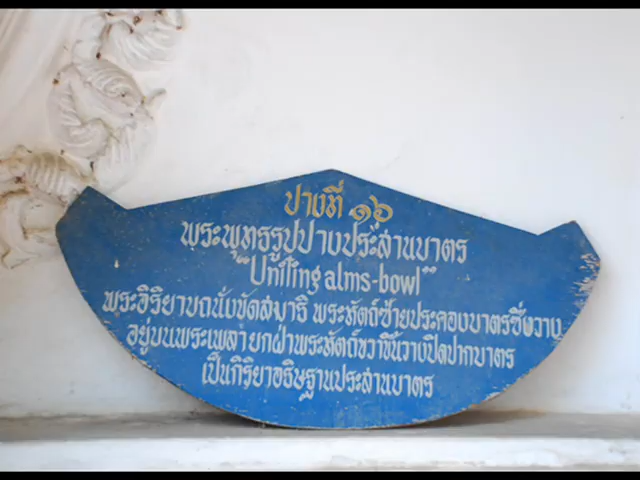 ปางที่ ๑๖
พระพุทธรูปปางประสานบาตร
"Uniting alms-bowl"
พระอิริยาบถนั่งขัดสมาธิ พระหัตถ์ซ้ายประคองบาตรซึ่งวาง
อยู่บนพระเพลา ยกฝ่าพระหัตถ์ขวาขึ้นวางปิดปากบาตร
เป็นกิริยาอธิษฐานประสานบาตร